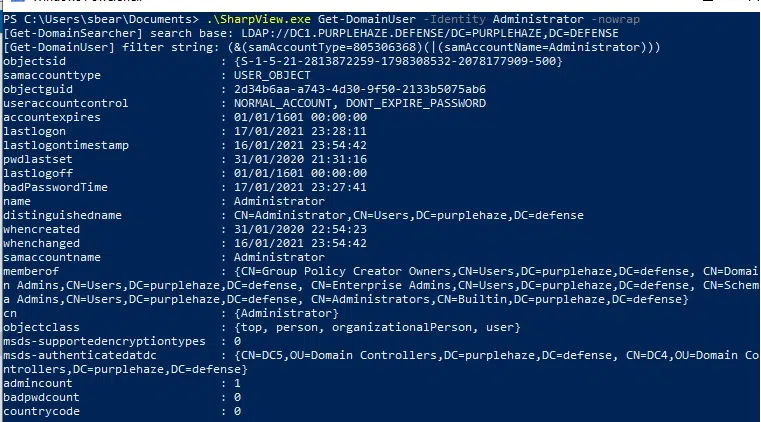 PS C:\Users\sbear\Documents> .\SharpView.exe Get-DomainUser -Identity Administrator -nowrap
[Get-DomainSearcher] search base: LDAP://DC1.PURPLEHAZE.DEFENSE/DC=PURPLEHAZE,DC=DEFENSE
[Get-DomainUser] filter string: (&(samAccountType=805306368)(|(samAccountName=Administrator)))
objectsid : {S-1-5-21-2813872259-1798308532-2078177909-500}
samaccounttype : USER_OBJECT
objectguid : 2d34b6aa-a743-4d30-9f50-2133b5075ab6
useraccountcontrol : NORMAL_ACCOUNT, DONT_EXPIRE_PASSWORD
accountexpires : 01/01/1601 00:00:00
lastlogon : 17/01/2021 23:28:11
lastlogontimestamp : 16/01/2021 23:54:42
pwdlastset : 31/01/2020 21:31:16
lastlogoff : 01/01/1601 00:00:00
badPasswordTime : 17/01/2021 23:27:41
name : Administrator
distinguishedname : CN=Administrator,CN=Users,DC=purplehaze,DC=defense
whencreated : 31/01/2020 22:54:23
whenchanged : 16/01/2021 23:54:42
samaccountname : Administrator
memberof : {CN=Group Policy Creator Owners,CN=Users,DC=purplehaze,DC=defense, CN=Domai
n Admins,CN=Users,DC=purplehaze,DC=defense, CN=Enterprise Admins,CN=Users,DC=purplehaze,DC=defense, CN=Schem
a Admins,CN=Users,DC=purplehaze,DC=defense, CN=Administrators,CN=Builtin,DC=purplehaze,DC=defense}
cn : {Administrator}
objectclass : {top, person, organizationalPerson, user}
msds-supportedencryptiontypes : 0
msds-authenticatedatdc : {CN=DC5,OU=Domain Controllers,DC=purplehaze,DC=defense, CN=DC4,OU=Domain Co
ntrollers,DC=purplehaze,DC=defense}
admincount : 1
badpwdcount : 0
countrycode : 0